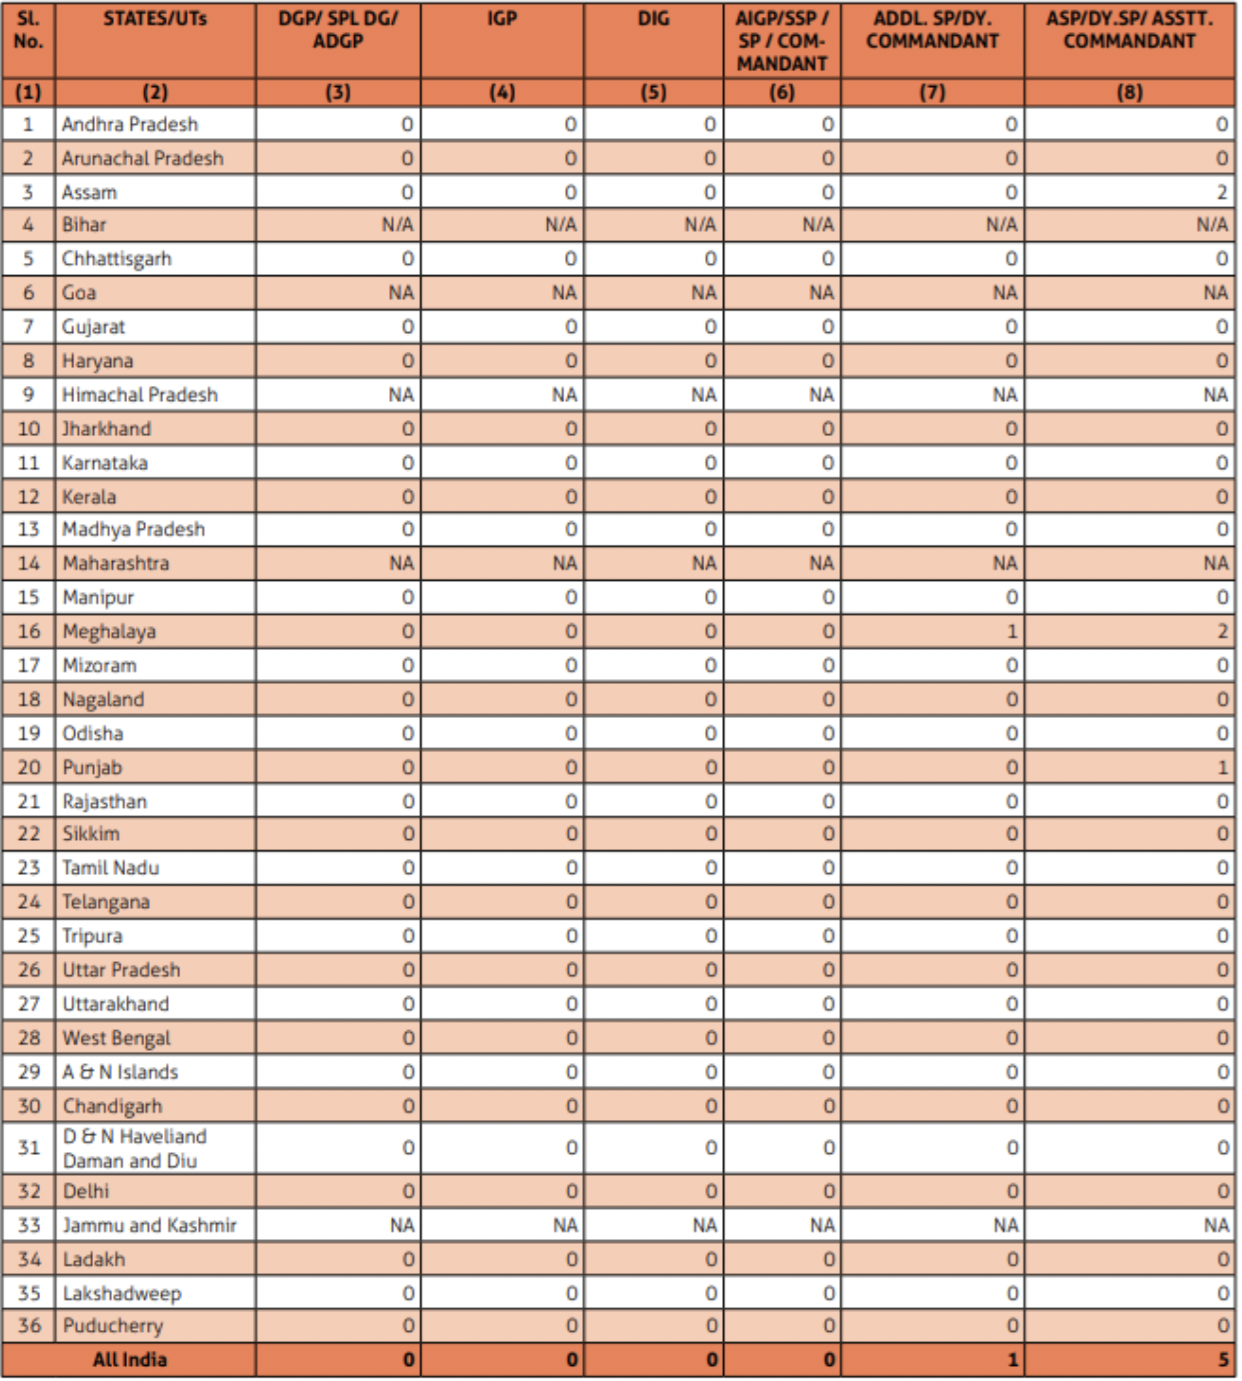 Sl. No. STATES/UTs DGP/ SPL DG/ ADGP IGP DIG AIGP/SSP / SP / COM-MANDANT ADDL. SP/DY. COMMANDANT ASP/DY.SP/ ASSTT. COMMANDANT
(1) (2) (3) (4) (5) (6) (7) (8)
1 Andhra Pradesh 0 0 0 0 0 0
2 Arunachal Pradesh 0 0 0 0 0 0
3 Assam 0 0 0 0 0 2
4 Bihar N/A N/A N/A N/A N/A N/A
5 Chhattisgarh 0 0 0 0 0 0
6 Goa NA NA NA NA NA NA
7 Gujarat 0 0 0 0 0 0
8 Haryana 0 0 0 0 0 0
9 Himachal Pradesh NA NA NA NA NA NA
10 Jharkhand 0 0 0 0 0 0
11 Karnataka 0 0 0 0 0 0
12 Kerala 0 0 0 0 0 0
13 Madhya Pradesh 0 0 0 0 0 0
14 Maharashtra NA NA NA NA NA NA
15 Manipur 0 0 0 0 0 0
16 Meghalaya 0 0 0 0 1 2
17 Mizoram 0 0 0 0 0 0
18 Nagaland 0 0 0 0 0 0
19 Odisha 0 0 0 0 0 0
20 Punjab 0 0 0 0 0 1
21 Rajasthan 0 0 0 0 0 0
22 Sikkim 0 0 0 0 0 0
23 Tamil Nadu 0 0 0 0 0 0
24 Telangana 0 0 0 0 0 0
25 Tripura 0 0 0 0 0 0
26 Uttar Pradesh 0 0 0 0 0 0
27 Uttarakhand 0 0 0 0 0 0
28 West Bengal 0 0 0 0 0 0
29 A & N Islands 0 0 0 0 0 0
30 Chandigarh 0 0 0 0 0 0
31 D & N Haveliand Daman and Diu 0 0 0 0 0 0
32 Delhi 0 0 0 0 0 0
33 Jammu and Kashmir NA NA NA NA NA NA
34 Ladakh 0 0 0 0 0 0
35 Lakshadweep 0 0 0 0 0 0
36 Puducherry 0 0 0 0 0 0
All India 0 0 0 0 1 5